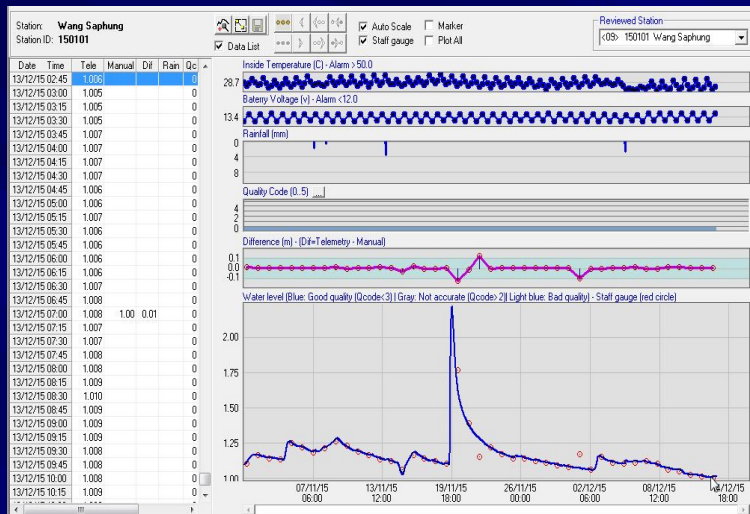 Station: Wang Saphung
Station ID: 150101
Data List
Auto Scale
Marker
Staff gauge
Plot All
Reviewed Station
<09> 150101 Wang Saphung
Date Time Tele Manual Dif Rain Qc
13/12/15 02:45 1.006 0
13/12/15 03:00 1.005 0
13/12/15 03:15 1.005 0
13/12/15 03:30 1.005 0
13/12/15 03:45 1.007 0
13/12/15 04:00 1.007 0
13/12/15 04:15 1.007 0
13/12/15 04:30 1.007 0
13/12/15 04:45 1.006 0
13/12/15 05:00 1.006 0
13/12/15 05:15 1.007 0
13/12/15 05:30 1.006 0
13/12/15 05:45 1.006 0
13/12/15 06:00 1.006 0
13/12/15 06:15 1.006 0
13/12/15 06:30 1.007 0
13/12/15 06:45 1.008 0
13/12/15 07:00 1.008 1.00 0.01 0
13/12/15 07:15 1.007 0
13/12/15 07:30 1.007 0
13/12/15 07:45 1.008 0
13/12/15 08:00 1.008 0
13/12/15 08:15 1.009 0
13/12/15 08:30 1.010 0
13/12/15 08:45 1.009 0
13/12/15 09:00 1.009 0
13/12/15 09:15 1.009 0
13/12/15 09:30 1.009 0
13/12/15 09:45 1.008 0
13/12/15 10:00 1.008 0
13/12/15 10:15 1.009 0
Inside Temperature (C) - Alarm > 50.0
28.7
Baterry Voltage (v) - Alarm <12.0
13.4
Rainfall (mm)
0
4
8
Quality Code (0..5) ...
4
2
0
Difference (m) - (Dif=Telemetry - Manual)
0.1
0.0
-0.1
Water level (Blue: Good quality (Qcode<3) | Gray: Not accurate (Qcode> 2)| Light blue: Bad quality) - Staff gauge (red circle)
2.00
1.75
1.50
1.25
1.00
07/11/15 13/11/15 19/11/15 26/11/15 02/12/15 08/12/15 /12/15
06:00 12:00 18:00 00:00 06:00 12:00 18:00